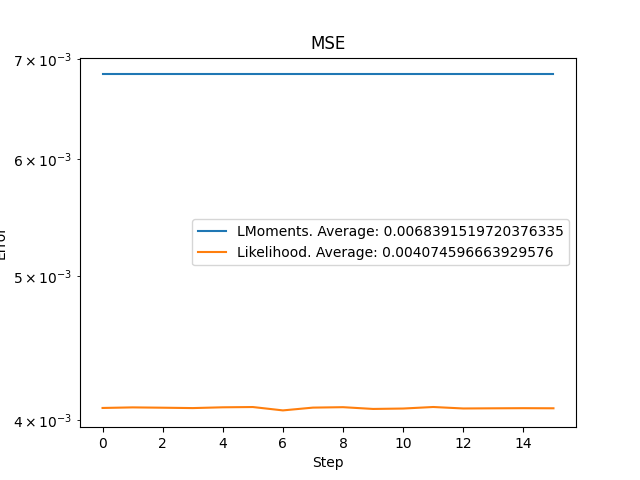 MSE
7 × 10⁻³
6 × 10⁻³
5 × 10⁻³
4 × 10⁻³
Error
LMoments. Average: 0.0068391519720376335
Likelihood. Average: 0.004074596663929576
0 2 4 6 8 10 12 14
Step